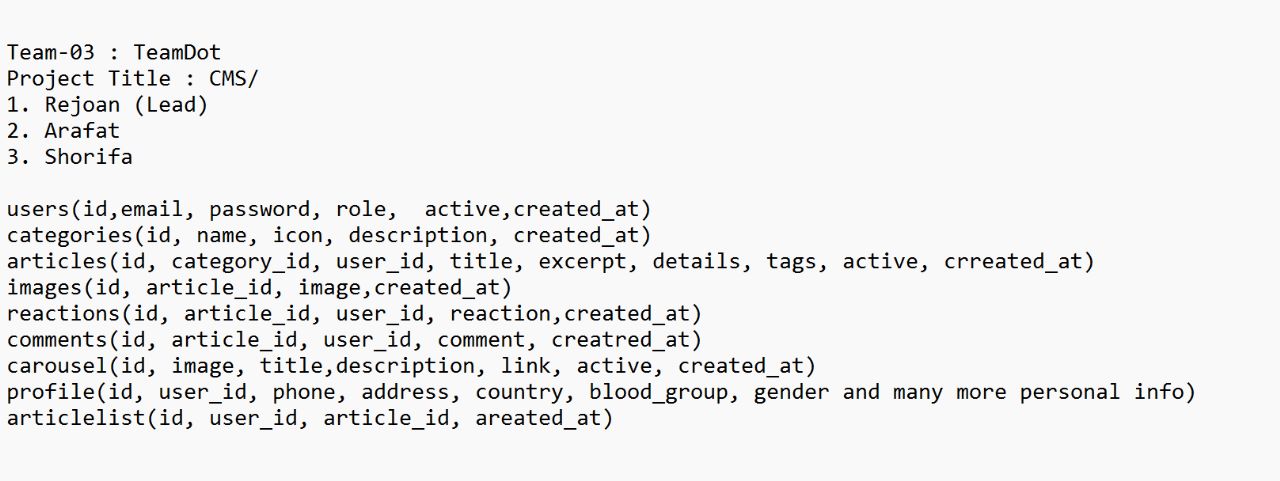 Team-03 : TeamDot
Project Title : CMS/
1. Rejoan (Lead)
2. Arafat
3. Shorifa
users(id,email, password, role,  active,created_at)
categories(id, name, icon, description, created_at)
articles(id, category_id, user_id, title, excerpt, details, tags, active, crreated_at)
images(id, article_id, image,created_at)
reactions(id, article_id, user_id, reaction,created_at)
comments(id, article_id, user_id, comment, creatred_at)
carousel(id, image, title,description, link, active, created_at)
profile(id, user_id, phone, address, country, blood_group, gender and many more personal info)
articlelist(id, user_id, article_id, areated_at)